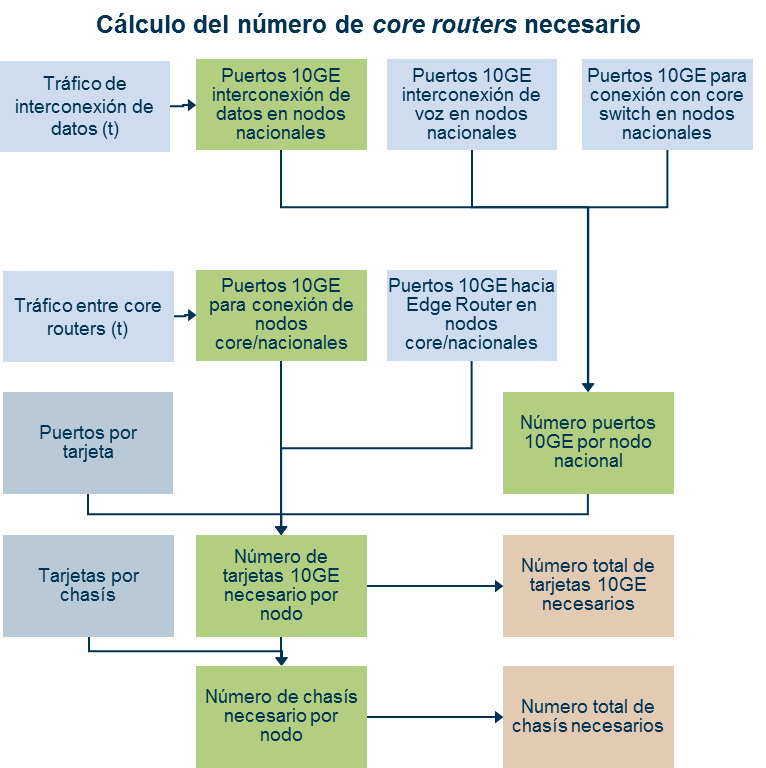 Cálculo del número de core routers necesario
Tráfico de
interconexión de
datos (t)
Puertos 10GE
interconexión de
datos en nodos
nacionales
Puertos 10GE
interconexión de
voz en nodos
nacionales
Puertos 10GE para
conexión con core
switch en nodos
nacionales
Tráfico entre core
routers (t)
Puertos 10GE
para conexión de
nodos
core/nacionales
Puertos 10GE hacia
Edge Router en
nodos
core/nacionales
Puertos por
tarjeta
Número puertos
10GE por nodo
nacional
Tarjetas por
chasís
Número de
tarjetas 10GE
necesario por
nodo
Número total de
tarjetas 10GE
necesarios
Número de chasís
necesario por
nodo
Numero total de
chasís necesarios